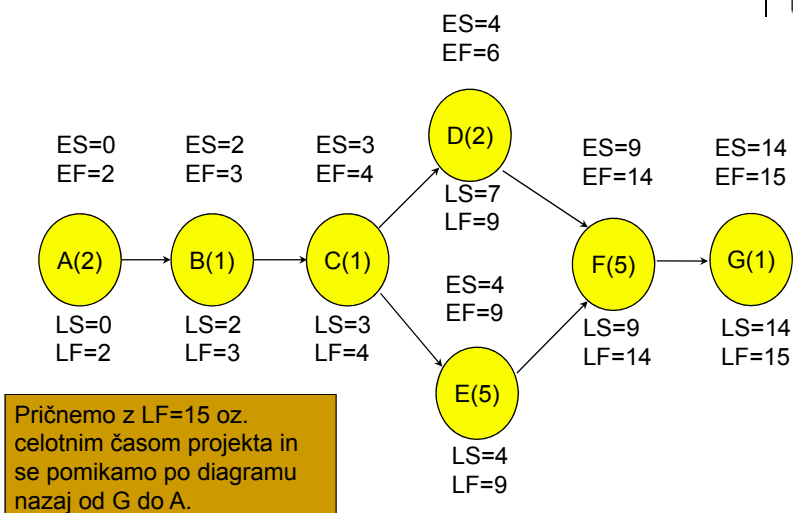 ES=4
EF=6
D(2)
LS=7
LF=9
ES=0
EF=2
A(2)
LS=0
LF=2
ES=2
EF=3
B(1)
LS=2
LF=3
ES=3
EF=4
C(1)
LS=3
LF=4
ES=4
EF=9
E(5)
LS=4
LF=9
ES=9
EF=14
F(5)
LS=9
LF=14
ES=14
EF=15
G(1)
LS=14
LF=15
Pričnemo z LF=15 oz.
celotnim časom projekta in
se pomikamo po diagramu
nazaj od G do A.